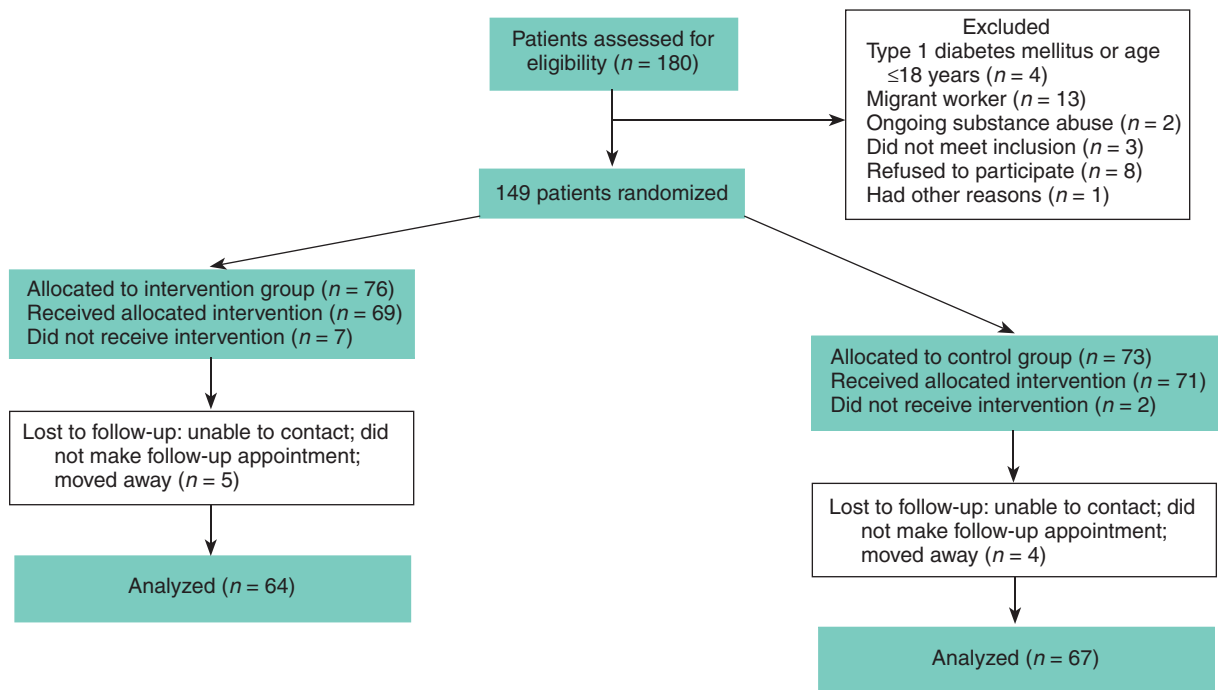 Patients assessed for
eligibility (n = 180)
Excluded
Type 1 diabetes mellitus or age
≤18 years (n = 4)
Migrant worker (n = 13)
Ongoing substance abuse (n = 2)
Did not meet inclusion (n = 3)
Refused to participate (n = 8)
Had other reasons (n = 1)
149 patients randomized
Allocated to intervention group (n = 76)
Received allocated intervention (n = 69)
Did not receive intervention (n = 7)
Lost to follow-up: unable to contact; did
not make follow-up appointment;
moved away (n = 5)
Analyzed (n = 64)
Allocated to control group (n = 73)
Received allocated intervention (n = 71)
Did not receive intervention (n = 2)
Lost to follow-up: unable to contact; did
not make follow-up appointment;
moved away (n = 4)
Analyzed (n = 67)